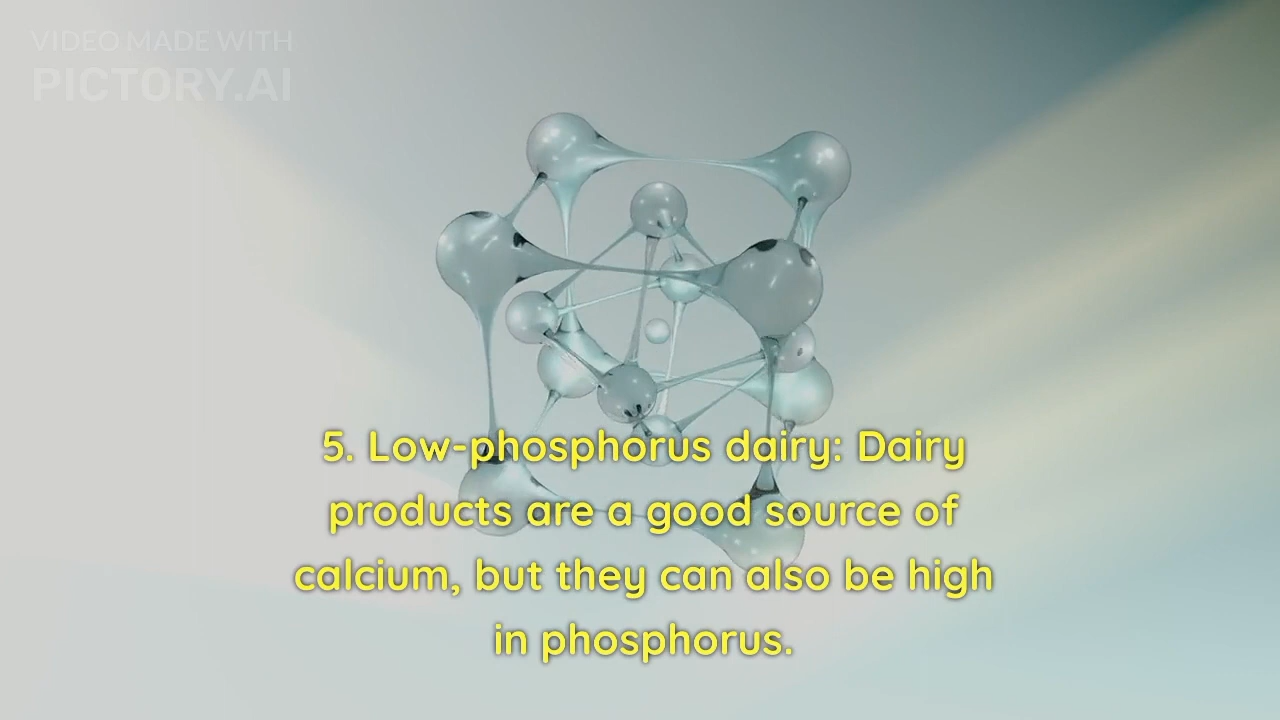 VIDEO MADE WITH
PICTORY.AI
5. Low-phosphorus dairy: Dairy
products are a good source of
calcium, but they can also be high
in phosphorus.